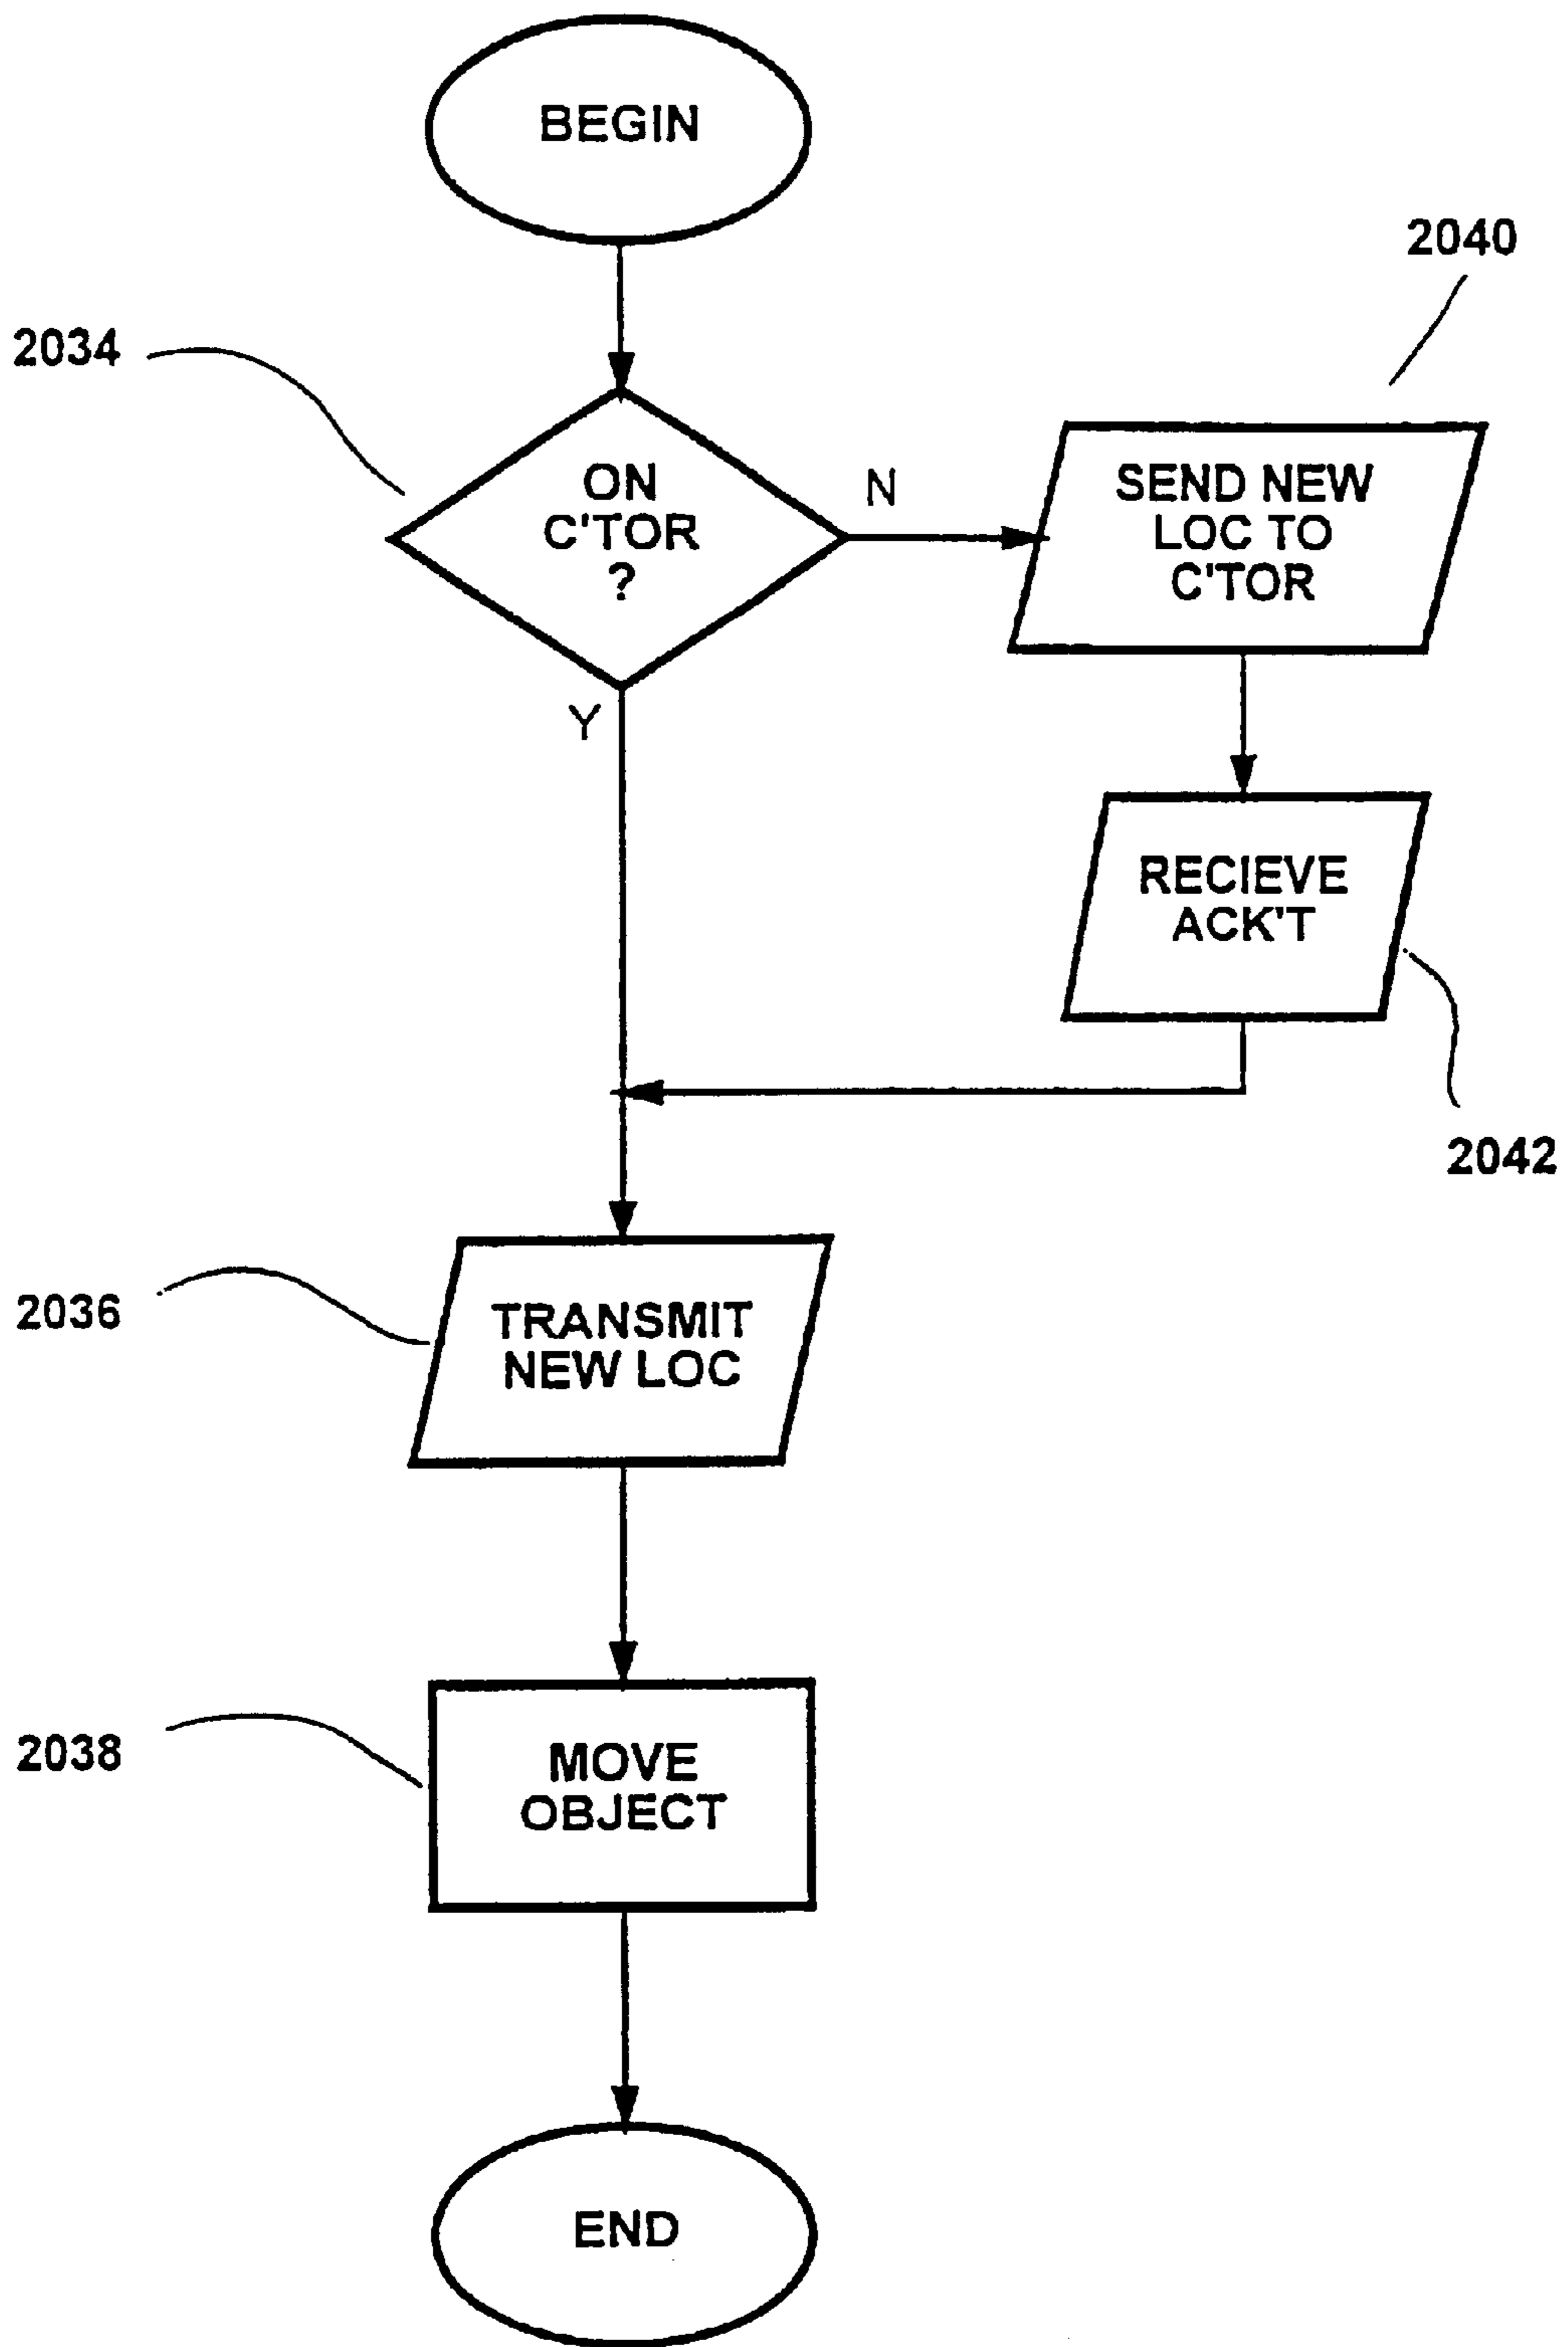 BEGIN
2040
2034
ON
C'TOR
?
N
SEND NEW
LOC TO
C'TOR
Y
RECIEVE
ACK'T
2042
2036
TRANSMIT
NEW LOC
2038
MOVE
OBJECT
END